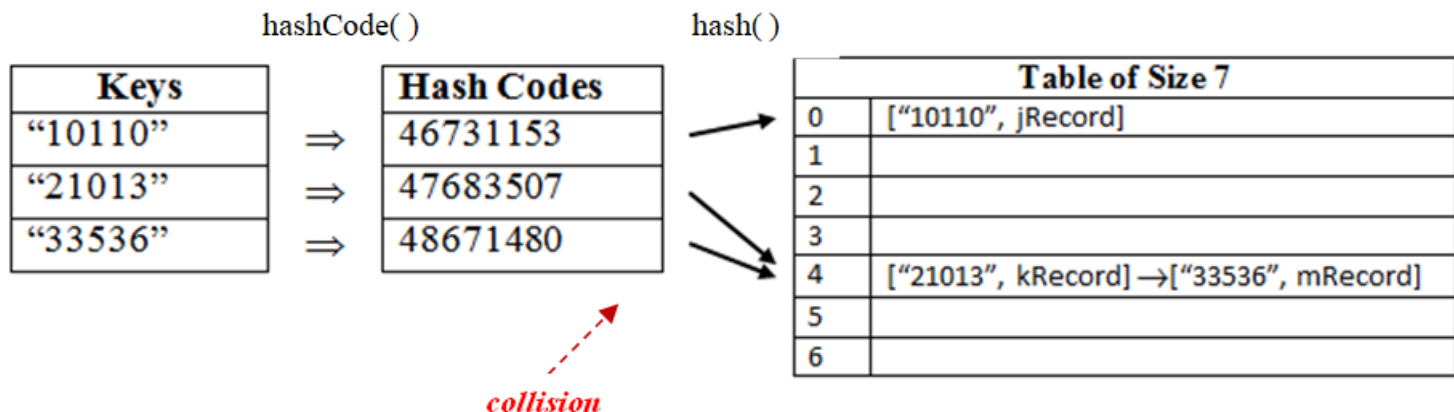 hashCode( ) hash( )
Keys Hash Codes Table of Size 7
“10110” ⇒ 46731153 0 [“10110”, jRecord]
1
“21013” ⇒ 47683507 2
“33536” ⇒ 48671480 3
4 [“21013”, kRecord] →[“33536”, mRecord]
5
6
collision